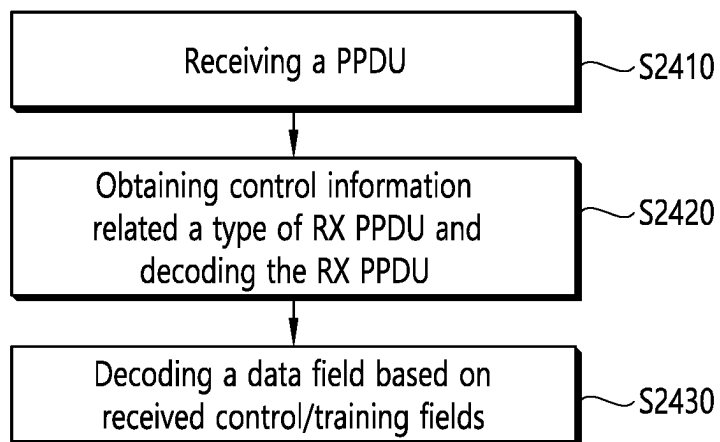 Receiving a PPDU
S2410
Obtaining control information
related a type of RX PPDU and
decoding the RX PPDU
S2420
Decoding a data field based on
received control/training fields
S2430